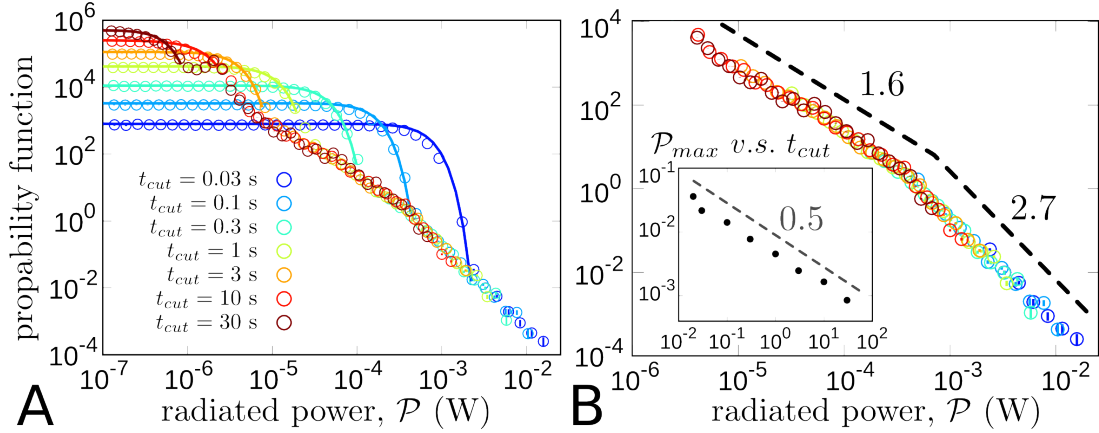 probability function
10^6
10^4
10^2
10^0
10^-2
10^-4
t_cut = 0.03 s
t_cut = 0.1 s
t_cut = 0.3 s
t_cut = 1 s
t_cut = 3 s
t_cut = 10 s
t_cut = 30 s
10^-7 10^-6 10^-5 10^-4 10^-3 10^-2
A radiated power, 𝒫 (W)
10^4
10^2
10^0
10^-2
10^-4
1.6
2.7
𝒫_max v.s. t_cut
10^-1
10^-2
10^-3
0.5
10^-2 10^-1 10^0 10^1 10^2
10^-6 10^-5 10^-4 10^-3 10^-2
B radiated power, 𝒫 (W)